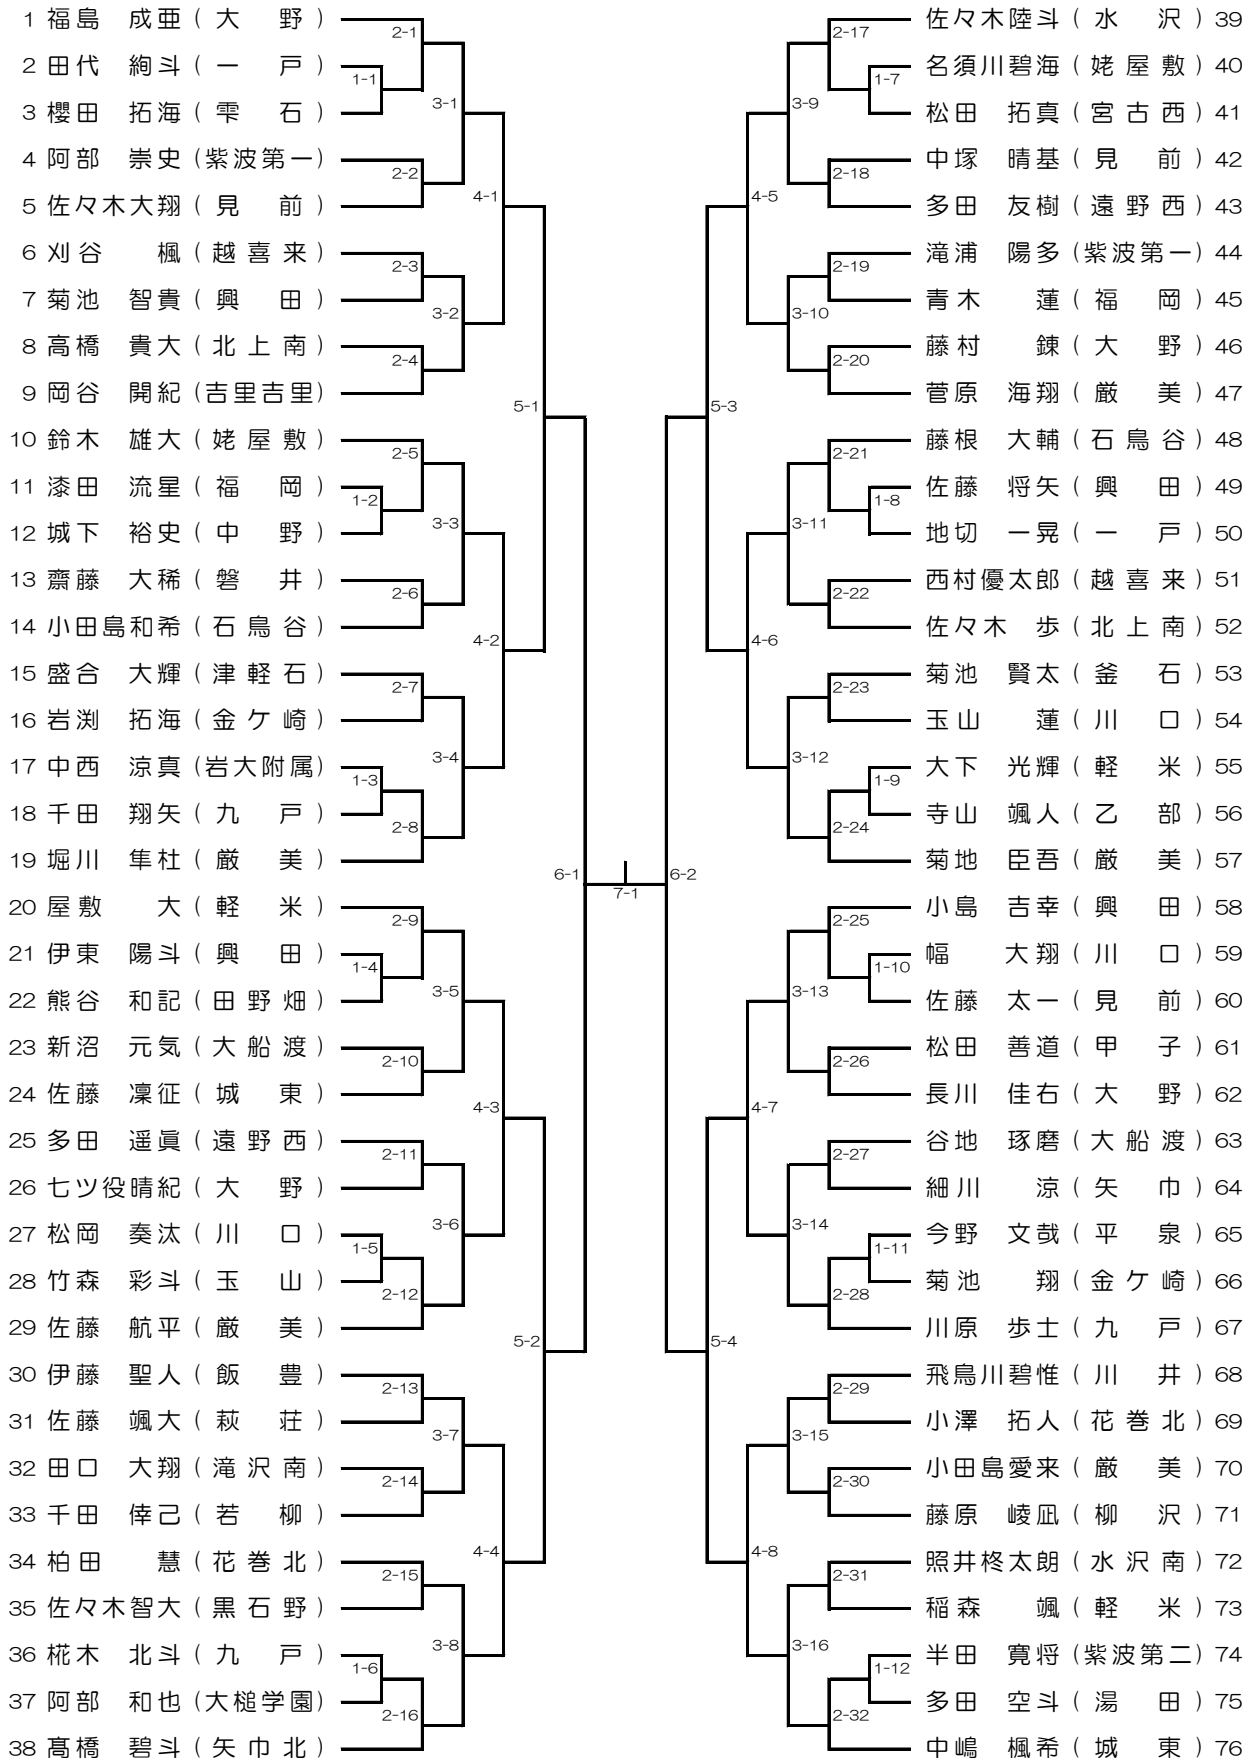 1 福島 成亜 ( 大 野 )
2 田代 絢斗 ( 一 戸 )
3 櫻田 拓海 ( 雫 石 )
4 阿部 崇史 (紫波第一)
5 佐々木大翔 ( 見 前 )
6 刈谷 楓 ( 越喜来 )
7 菊池 智貴 ( 興 田 )
8 高橋 貴大 ( 北上南 )
9 岡谷 開紀 (吉里吉里)
10 鈴木 雄大 ( 姥屋敷 )
11 漆田 流星 ( 福 岡 )
12 城下 裕史 ( 中 野 )
13 齋藤 大稀 ( 磐 井 )
14 小田島和希 ( 石鳥谷 )
15 盛合 大輝 ( 津軽石 )
16 岩渕 拓海 ( 金ケ崎 )
17 中西 涼真 (岩大附属)
18 千田 翔矢 ( 九 戸 )
19 堀川 隼杜 ( 厳 美 )
20 屋敷 大 ( 軽 米 )
21 伊東 陽斗 ( 興 田 )
22 熊谷 和記 ( 田野畑 )
23 新沼 元気 ( 大船渡 )
24 佐藤 凜征 ( 城 東 )
25 多田 遥眞 ( 遠野西 )
26 七ツ役晴紀 ( 大 野 )
27 松岡 奏汰 ( 川 口 )
28 竹森 彩斗 ( 玉 山 )
29 佐藤 航平 ( 厳 美 )
30 伊藤 聖人 ( 飯 豊 )
31 佐藤 颯大 ( 萩 荘 )
32 田口 大翔 ( 滝沢南 )
33 千田 倖己 ( 若 柳 )
34 柏田 慧 ( 花巻北 )
35 佐々木智大 ( 黒石野 )
36 椛木 北斗 ( 九 戸 )
37 阿部 和也 (大槌学園)
38 髙橋 碧斗 ( 矢巾北 )
2-1
1-1
3-1
2-2
4-1
2-3
3-2
2-4
5-1
2-5
1-2
3-3
2-6
4-2
2-7
3-4
1-3
2-8
6-1
2-9
1-4
3-5
2-10
4-3
2-11
3-6
1-5
2-12
5-2
2-13
3-7
2-14
4-4
2-15
3-8
1-6
2-16
7-1
2-17
1-7
3-9
2-18
4-5
2-19
3-10
2-20
5-3
2-21
1-8
3-11
2-22
4-6
2-23
3-12
1-9
2-24
6-2
2-25
1-10
3-13
2-26
4-7
2-27
3-14
1-11
2-28
5-4
2-29
3-15
2-30
4-8
2-31
3-16
1-12
2-32
佐々木陸斗 ( 水 沢 ) 39
名須川碧海 ( 姥屋敷 ) 40
松田 拓真 ( 宮古西 ) 41
中塚 晴基 ( 見 前 ) 42
多田 友樹 ( 遠野西 ) 43
滝浦 陽多 (紫波第一) 44
青木 蓮 ( 福 岡 ) 45
藤村 錬 ( 大 野 ) 46
菅原 海翔 ( 厳 美 ) 47
藤根 大輔 ( 石鳥谷 ) 48
佐藤 将矢 ( 興 田 ) 49
地切 一晃 ( 一 戸 ) 50
西村優太郎 ( 越喜来 ) 51
佐々木 歩 ( 北上南 ) 52
菊池 賢太 ( 釜 石 ) 53
玉山 蓮 ( 川 口 ) 54
大下 光輝 ( 軽 米 ) 55
寺山 颯人 ( 乙 部 ) 56
菊地 臣吾 ( 厳 美 ) 57
小島 吉幸 ( 興 田 ) 58
幅 大翔 ( 川 口 ) 59
佐藤 太一 ( 見 前 ) 60
松田 善道 ( 甲 子 ) 61
長川 佳右 ( 大 野 ) 62
谷地 琢磨 ( 大船渡 ) 63
細川 涼 ( 矢 巾 ) 64
今野 文哉 ( 平 泉 ) 65
菊池 翔 ( 金ケ崎 ) 66
川原 歩士 ( 九 戸 ) 67
飛鳥川碧惟 ( 川 井 ) 68
小澤 拓人 ( 花巻北 ) 69
小田島愛来 ( 厳 美 ) 70
藤原 崚凪 ( 柳 沢 ) 71
照井柊太朗 ( 水沢南 ) 72
稲森 颯 ( 軽 米 ) 73
半田 寛将 (紫波第二) 74
多田 空斗 ( 湯 田 ) 75
中嶋 楓希 ( 城 東 ) 76